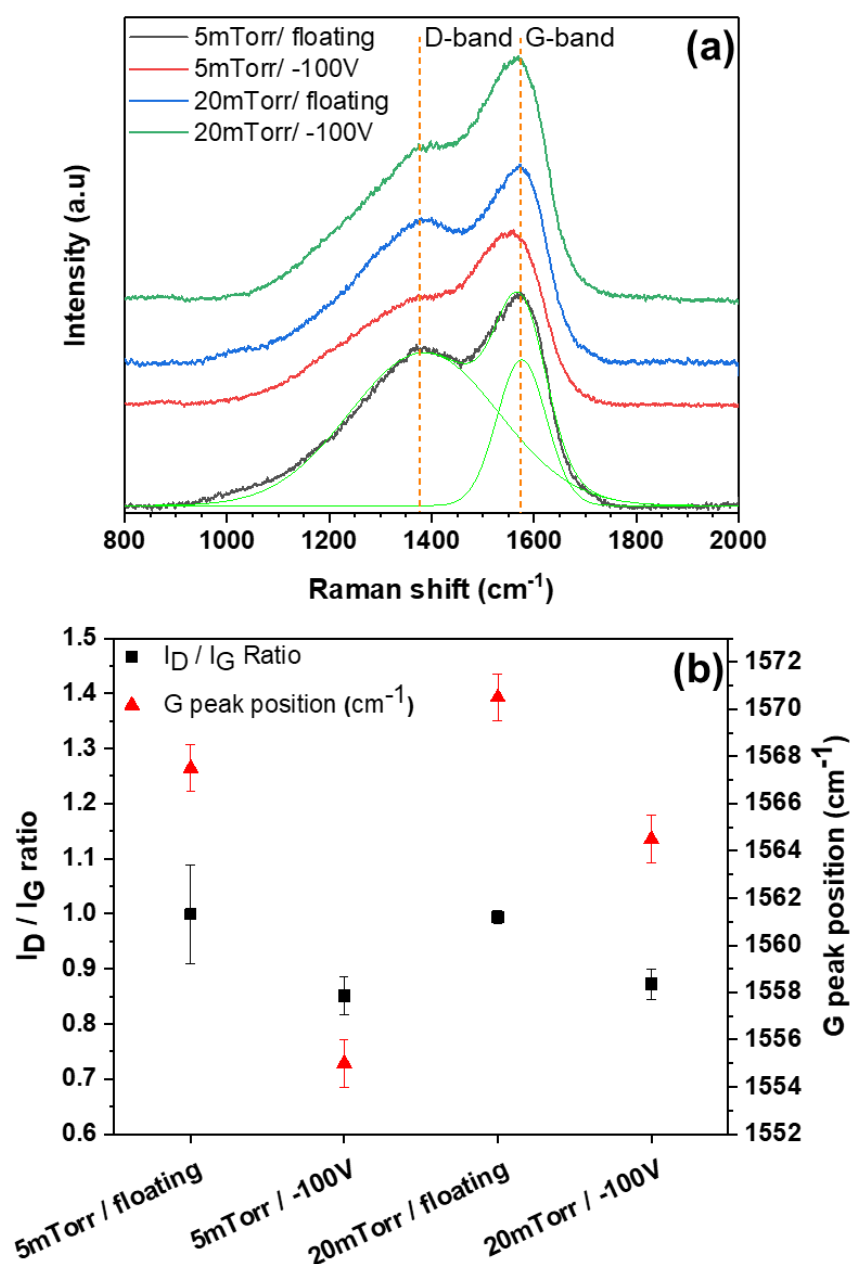 5mTorr/ floating
5mTorr/ -100V
20mTorr/ floating
20mTorr/ -100V
D-band
G-band
(a)
Intensity (a.u)
800 1000 1200 1400 1600 1800 2000
Raman shift (cm-1)
(b)
ID / IG Ratio
G peak position (cm-1)
1.5
1.4
1.3
1.2
1.1
1.0
0.9
0.8
0.7
0.6
ID / IG ratio
1572
1570
1568
1566
1564
1562
1560
1558
1556
1554
1552
G peak position (cm-1)
5mTorr / floating
5mTorr / -100V
20mTorr / floating
20mTorr / -100V